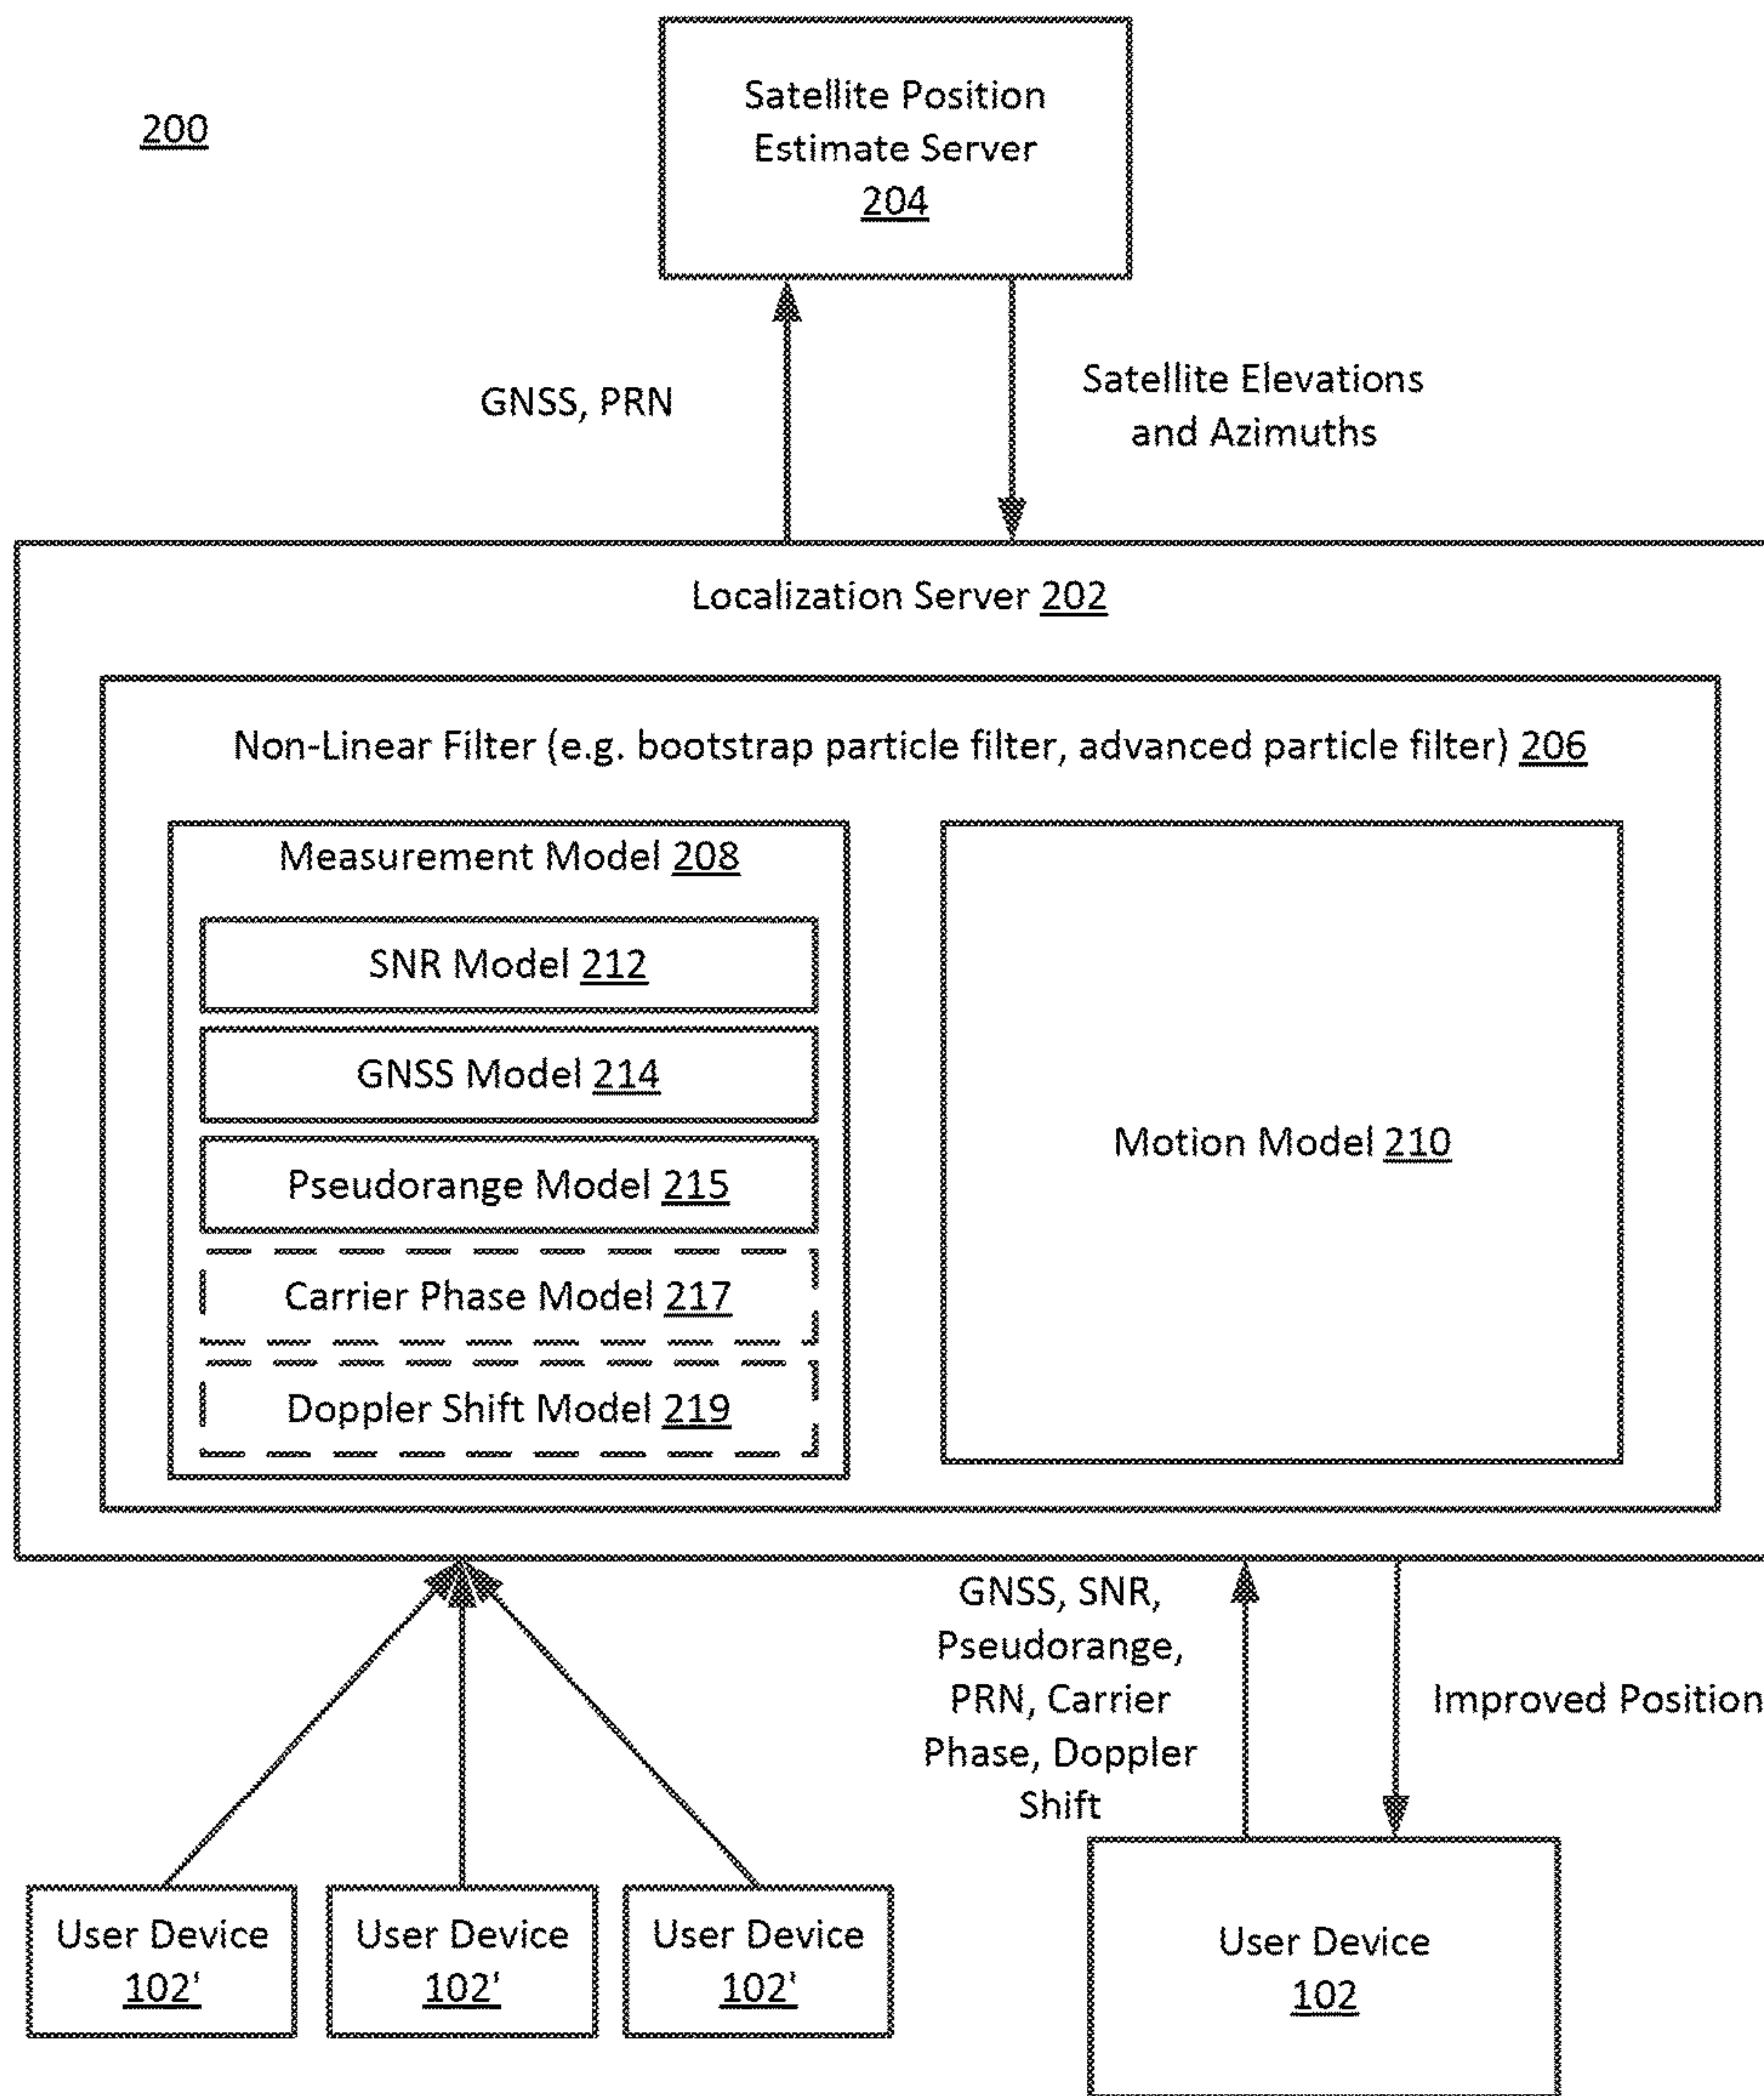 200
Satellite Position
Estimate Server
204
GNSS, PRN
Satellite Elevations
and Azimuths
Localization Server 202
Non-Linear Filter (e.g. bootstrap particle filter, advanced particle filter) 206
Measurement Model 208
SNR Model 212
GNSS Model 214
Pseudorange Model 215
Carrier Phase Model 217
Doppler Shift Model 219
Motion Model 210
GNSS, SNR,
Pseudorange,
PRN, Carrier
Phase, Doppler
Shift
Improved Position
User Device
102'
User Device
102'
User Device
102'
User Device
102